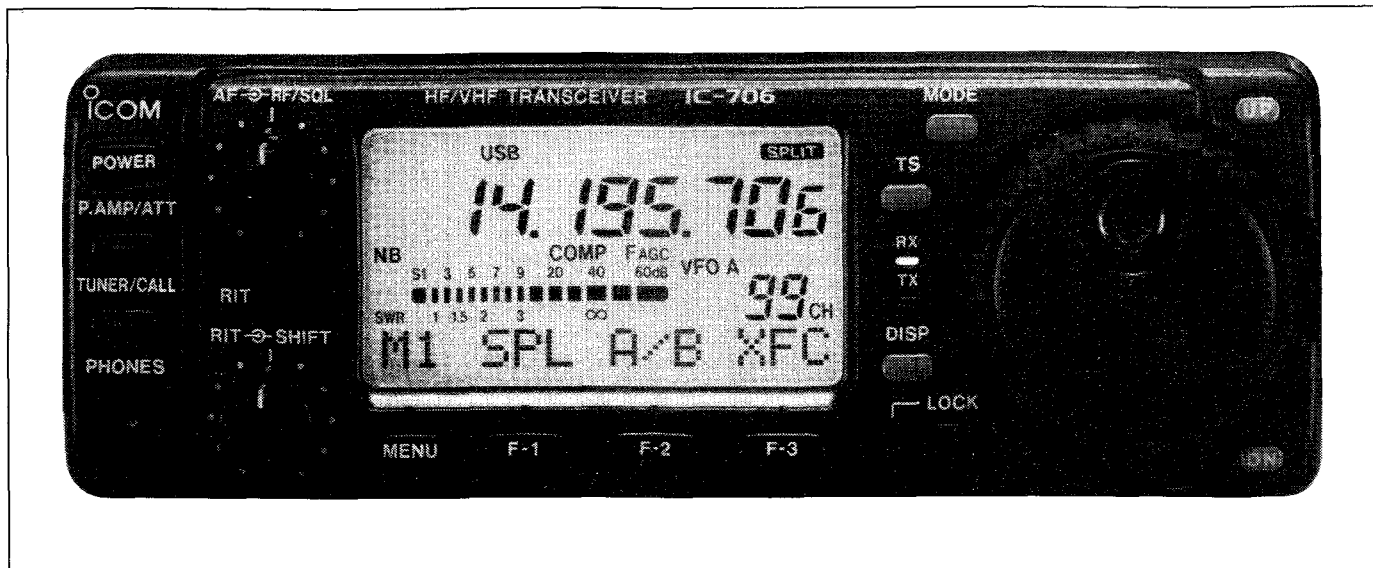 ICOM
POWER
P.AMP/ATT
TUNER/CALL
PHONES
AF RF/SQL
RIT
RIT SHIFT
HF/VHF TRANSCEIVER IC-706
USB SPLIT
14.195.706
NB COMP F AGC VFO A
S1 3 5 7 9 20 40 60dB
99 CH
SWR 1 1.5 2 3 ∞
M1 SPL A/B XFC
MENU F-1 F-2 F-3
MODE
TS
RX
TX
DISP
LOCK
UP
DN